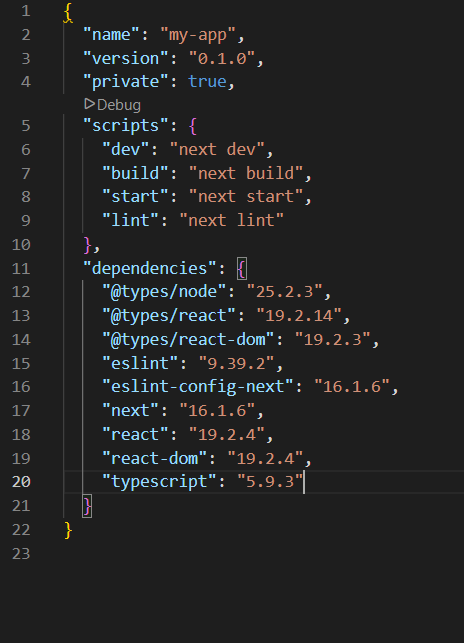 1 {
2 "name": "my-app",
3 "version": "0.1.0",
4 "private": true,
Debug
5 "scripts": {
6 "dev": "next dev",
7 "build": "next build",
8 "start": "next start",
9 "lint": "next lint"
10 },
11 "dependencies": {
12 "@types/node": "25.2.3",
13 "@types/react": "19.2.14",
14 "@types/react-dom": "19.2.3",
15 "eslint": "9.39.2",
16 "eslint-config-next": "16.1.6",
17 "next": "16.1.6",
18 "react": "19.2.4",
19 "react-dom": "19.2.4",
20 "typescript": "5.9.3"
21 }
22 }
23